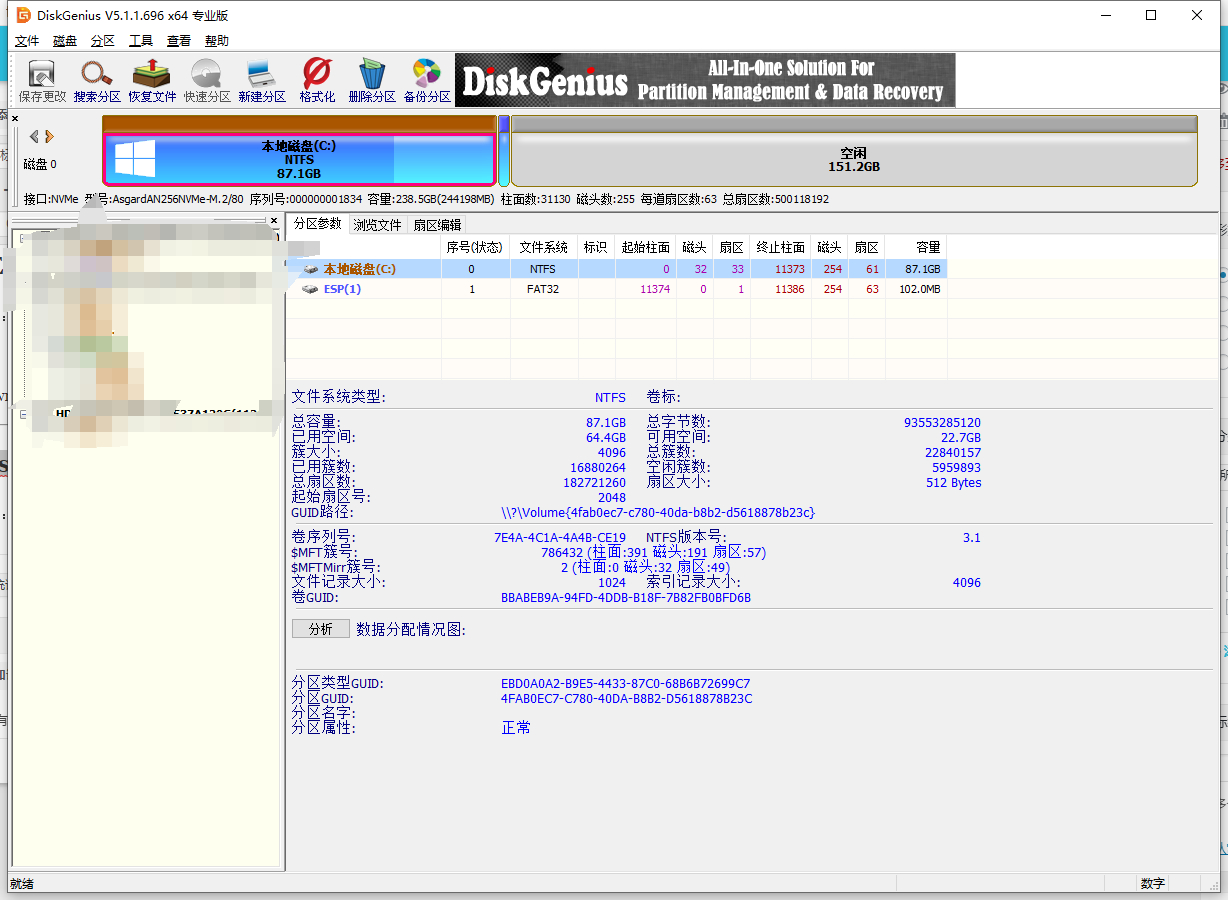 DiskGenius V5.1.1.696 x64 专业版
文件 磁盘 分区 工具 查看 帮助
保存更改 搜索分区 恢复文件 快速分区 新建分区 格式化 删除分区 备份分区
DiskGenius
All-In-One Solution For
Partition Management & Data Recovery
磁盘 0
本地磁盘(C:)
NTFS
87.1GB
空闲
151.2GB
接口:NVMe 型号:AsgardAN256NVMe-M.2/80 序列号:000000001834 容量:238.5GB(244198MB) 柱面数:31130 磁头数:255 每道扇区数:63 总扇区数:500118192
分区参数 浏览文件 扇区编辑
序号(状态) 文件系统 标识 起始柱面 磁头 扇区 终止柱面 磁头 扇区 容量
本地磁盘(C:) 0 NTFS 0 32 33 11373 254 61 87.1GB
ESP(1) 1 FAT32 11374 0 1 11386 254 63 102.0MB
文件系统类型: NTFS 卷标:
总容量: 87.1GB 总字节数: 93553285120
已用空间: 64.4GB 可用空间: 22.7GB
簇大小: 4096 总簇数: 22840157
已用簇数: 16880264 空闲簇数: 5959893
总扇区数: 182721260 扇区大小: 512 Bytes
起始扇区号: 2048
GUID路径: \\?\Volume{4fab0ec7-c780-40da-b8b2-d5618878b23c}
卷序列号: 7E4A-4C1A-4A4B-CE19 NTFS版本号: 3.1
$MFT簇号: 786432 (柱面:391 磁头:191 扇区:57)
$MFTMirr簇号: 2 (柱面:0 磁头:32 扇区:49)
文件记录大小: 1024 索引记录大小: 4096
卷GUID: BBABEB9A-94FD-4DDB-B18F-7B82FB0BFD6B
分析 数据分配情况图:
分区类型GUID: EBD0A0A2-B9E5-4433-87C0-68B6B72699C7
分区GUID: 4FAB0EC7-C780-40DA-B8B2-D5618878B23C
分区名字:
分区属性: 正常
就绪 数字